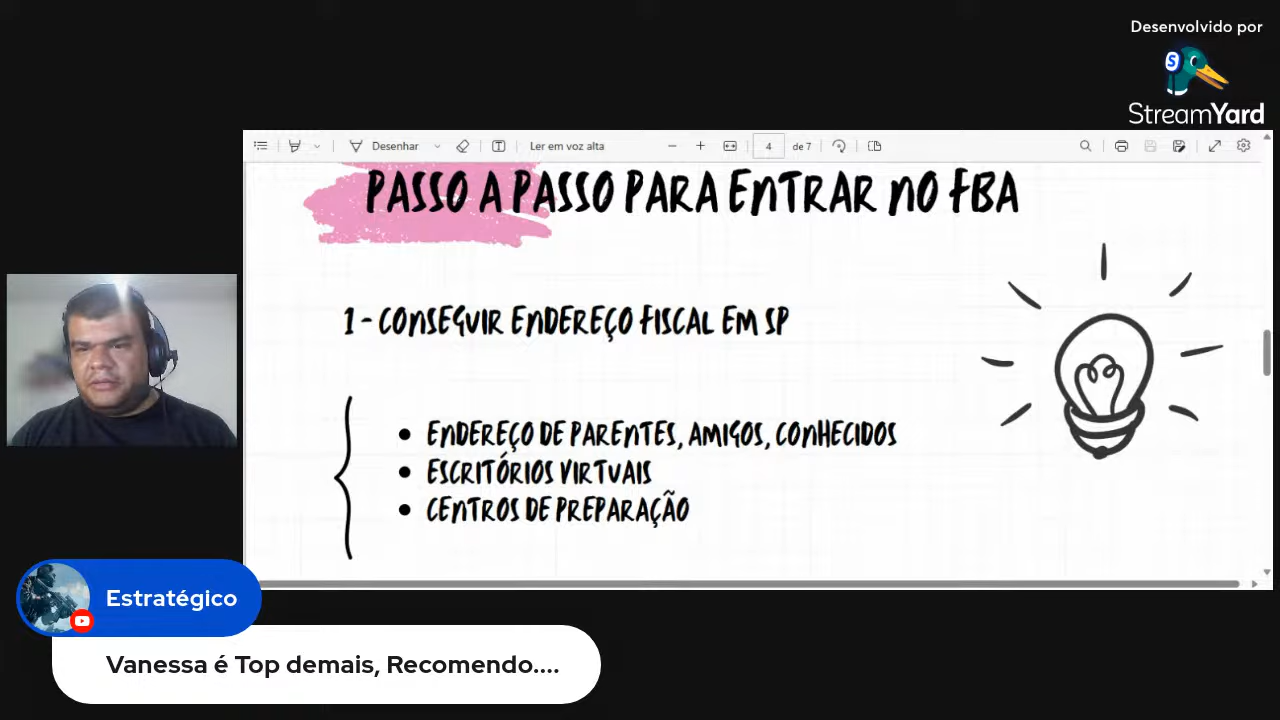 Desenvolvido por
S
StreamYard
Desenhar
Ler em voz alta
4
de 7
PASSO A PASSO PARA ENTRAR NO FBA
1 - CONSEGUIR ENDEREÇO FISCAL EM SP
• ENDEREÇO DE PARENTES, AMIGOS, CONHECIDOS
• ESCRITÓRIOS VIRTUAIS
• CENTROS DE PREPARAÇÃO
Estratégico
Vanessa é Top demais, Recomendo....